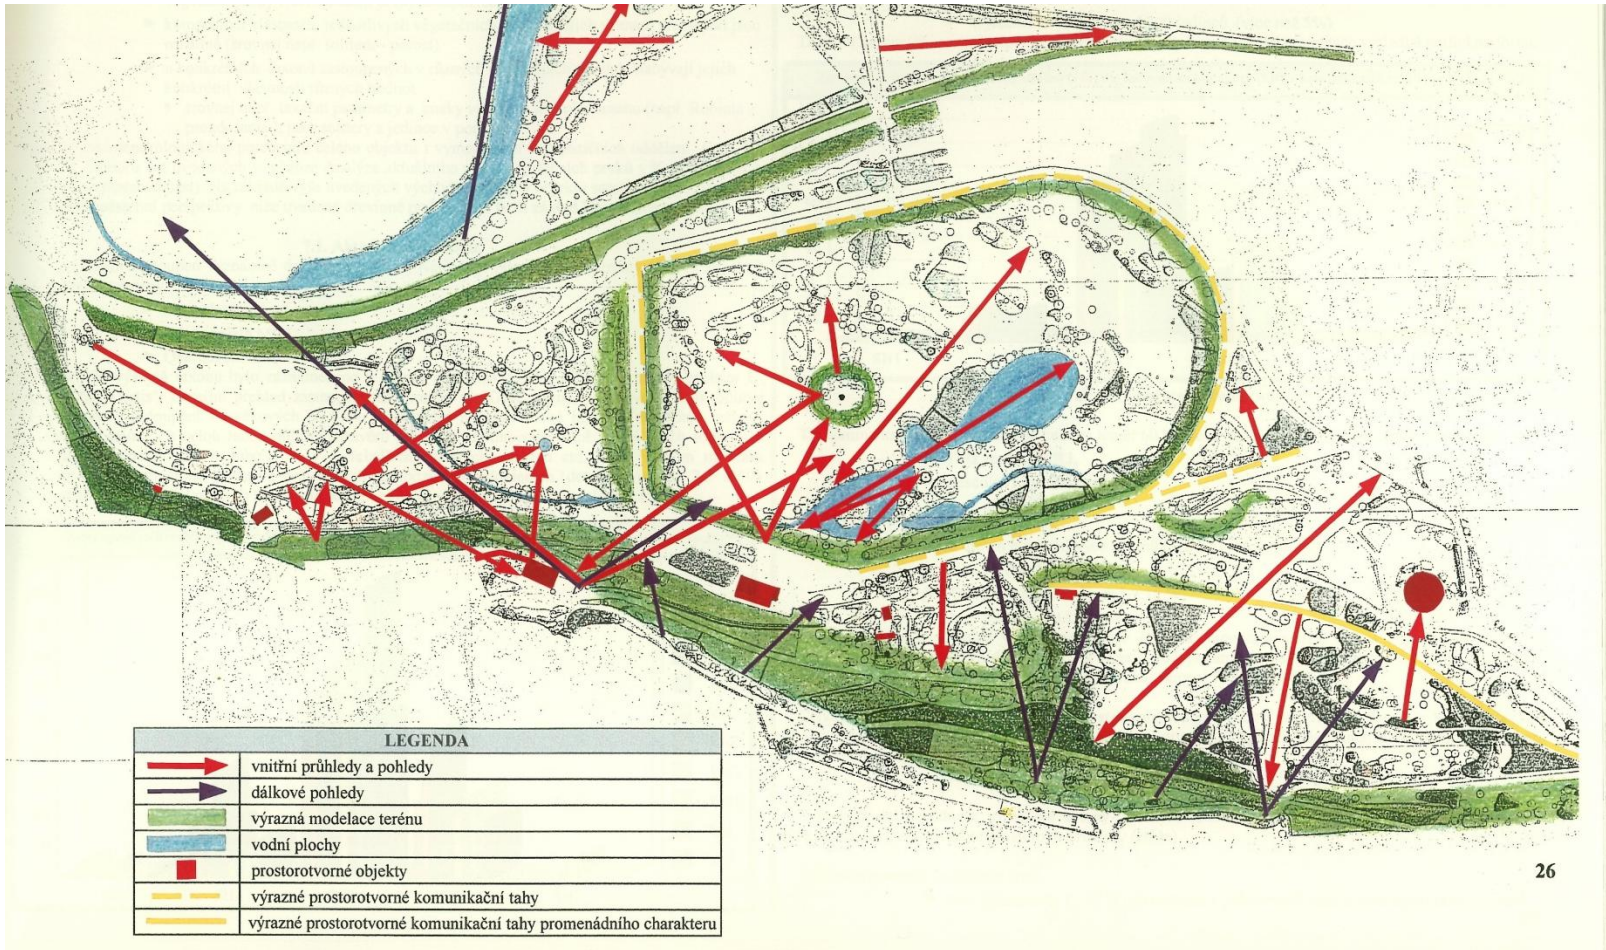 LEGENDA
vnitřní průhledy a pohledy
dálkové pohledy
výrazná modelace terénu
vodní plochy
prostorotvorné objekty
výrazné prostorotvorné komunikační tahy
výrazné prostorotvorné komunikační tahy promenádního charakteru
26